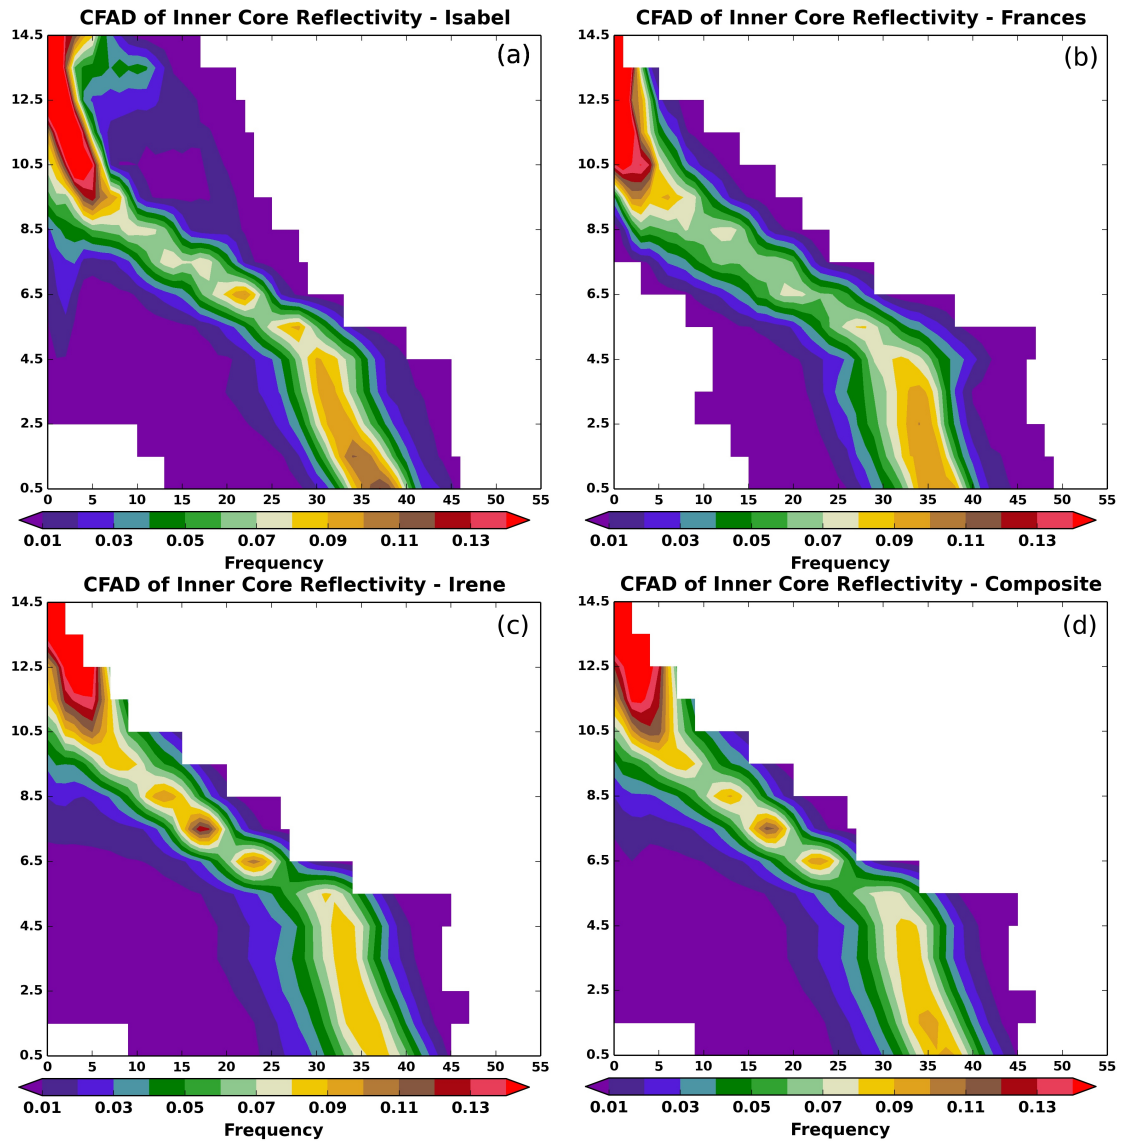 CFAD of Inner Core Reflectivity - Isabel
(a)
14.5
12.5
10.5
8.5
6.5
4.5
2.5
0.5
0 5 10 15 20 25 30 35 40 45 50 55
0.01 0.03 0.05 0.07 0.09 0.11 0.13
Frequency
CFAD of Inner Core Reflectivity - Frances
(b)
14.5
12.5
10.5
8.5
6.5
4.5
2.5
0.5
0 5 10 15 20 25 30 35 40 45 50 55
0.01 0.03 0.05 0.07 0.09 0.11 0.13
Frequency
CFAD of Inner Core Reflectivity - Irene
(c)
14.5
12.5
10.5
8.5
6.5
4.5
2.5
0.5
0 5 10 15 20 25 30 35 40 45 50 55
0.01 0.03 0.05 0.07 0.09 0.11 0.13
Frequency
CFAD of Inner Core Reflectivity - Composite
(d)
14.5
12.5
10.5
8.5
6.5
4.5
2.5
0.5
0 5 10 15 20 25 30 35 40 45 50 55
0.01 0.03 0.05 0.07 0.09 0.11 0.13
Frequency